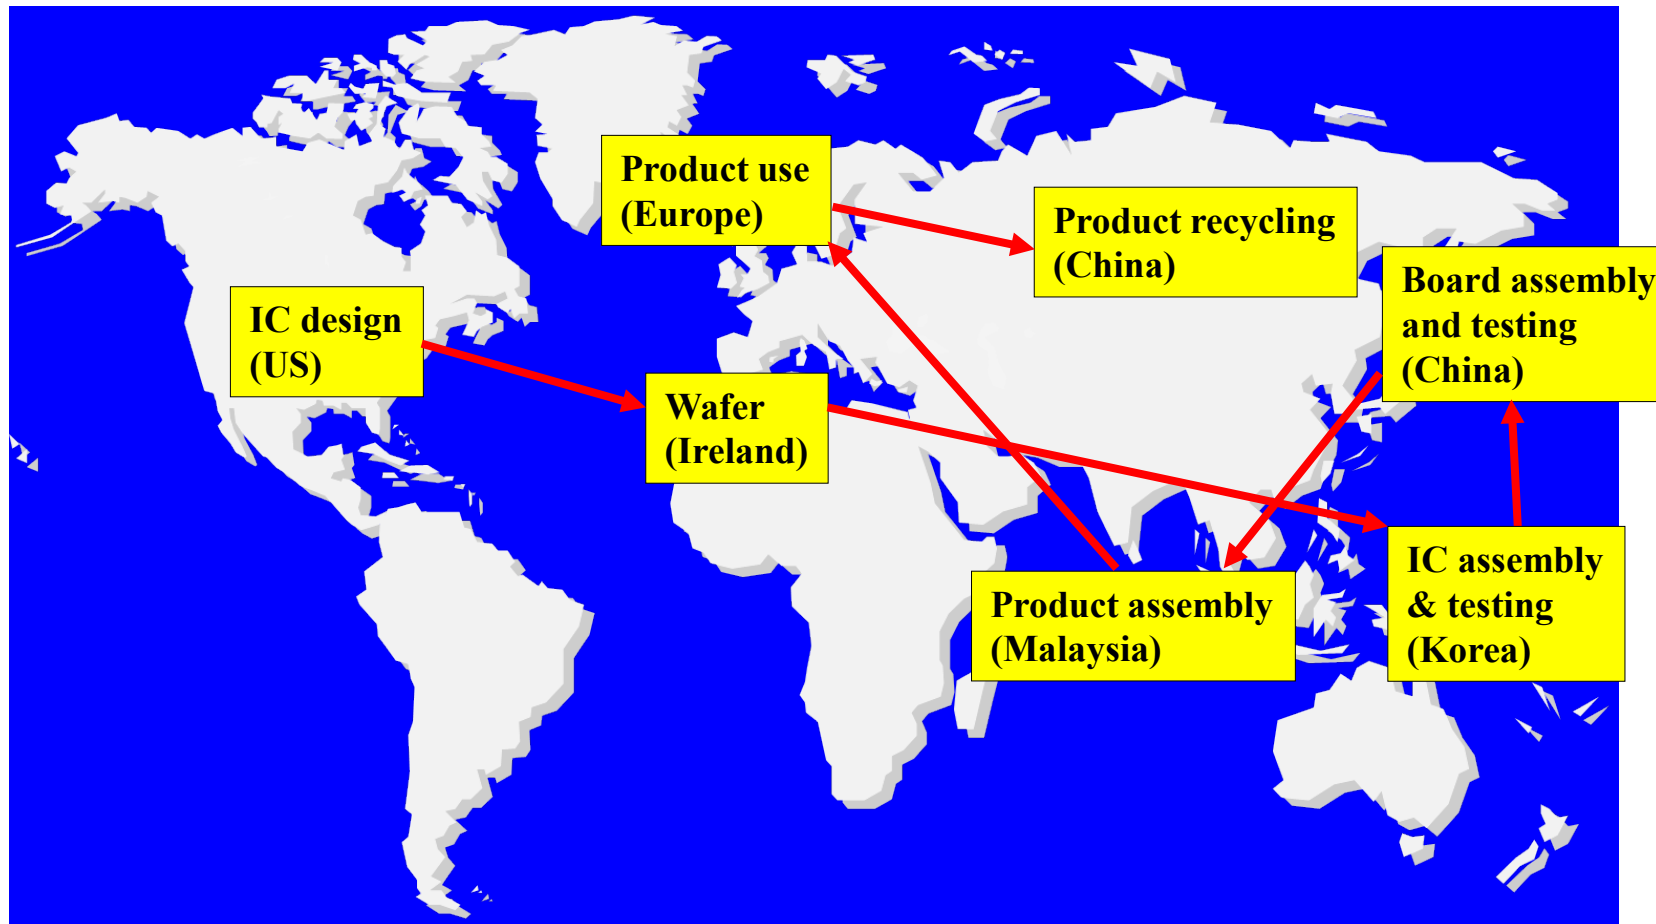 Product use
(Europe)
Product recycling
(China)
Board assembly
and testing
(China)
IC design
(US)
Wafer
(Ireland)
IC assembly
& testing
(Korea)
Product assembly
(Malaysia)